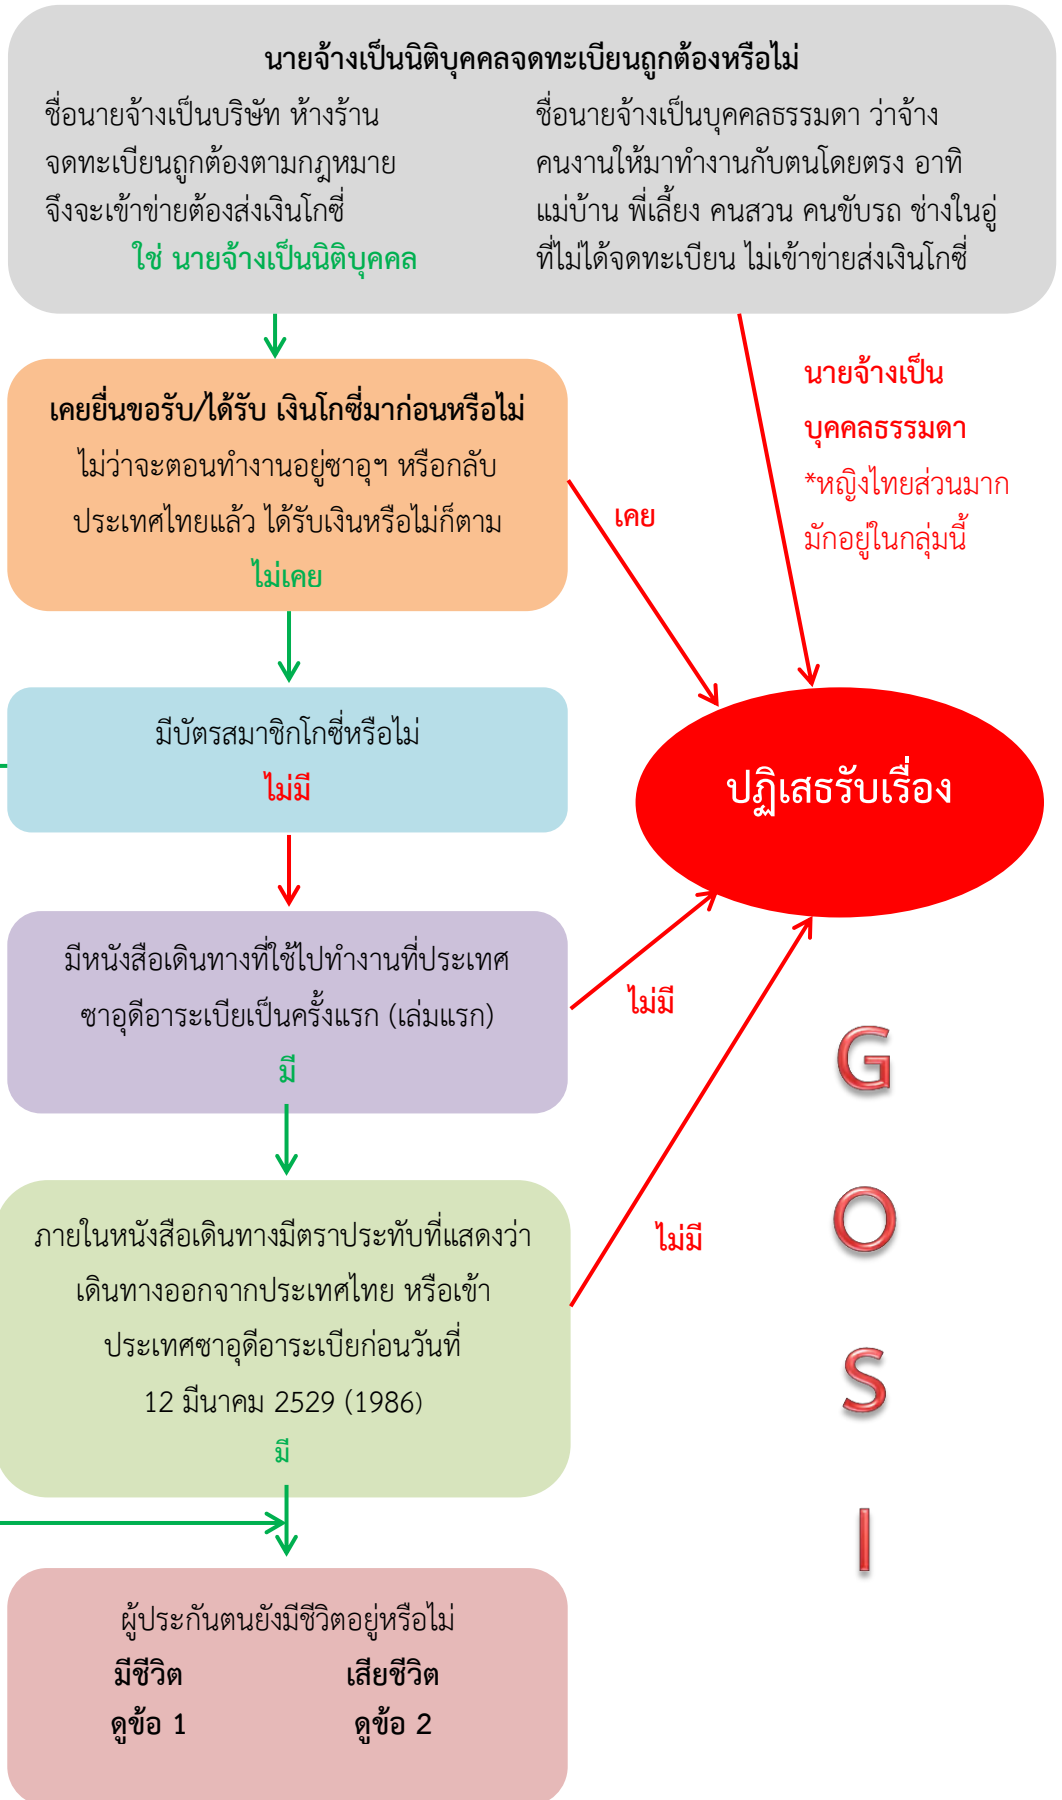 นายจ้างเป็นนิติบุคคลจดทะเบียนถูกต้องหรือไม่
ชื่อนายจ้างเป็นบริษัท ห้างร้าน
จดทะเบียนถูกต้องตามกฎหมาย
จึงจะเข้าข่ายต้องส่งเงินโกซี่
ใช่ นายจ้างเป็นนิติบุคคล
ชื่อนายจ้างเป็นบุคคลธรรมดา ว่าจ้าง
คนงานให้มาทำงานกับตนโดยตรง อาทิ
แม่บ้าน พี่เลี้ยง คนสวน คนขับรถ ช่างในอู่
ที่ไม่ได้จดทะเบียน ไม่เข้าข่ายส่งเงินโกซี่
นายจ้างเป็น
บุคคลธรรมดา
*หญิงไทยส่วนมาก
มักอยู่ในกลุ่มนี้
เคยยื่นขอรับ/ได้รับ เงินโกซี่มาก่อนหรือไม่
ไม่ว่าจะตอนทำงานอยู่ซาอุฯ หรือกลับ
ประเทศไทยแล้ว ได้รับเงินหรือไม่ก็ตาม
ไม่เคย
เคย
มีบัตรสมาชิกโกซี่หรือไม่
ไม่มี
ปฏิเสธรับเรื่อง
มีหนังสือเดินทางที่ใช้ไปทำงานที่ประเทศ
ซาอุดีอาระเบียเป็นครั้งแรก (เล่มแรก)
มี
ไม่มี
ภายในหนังสือเดินทางมีตราประทับที่แสดงว่า
เดินทางออกจากประเทศไทย หรือเข้า
ประเทศซาอุดีอาระเบียก่อนวันที่
12 มีนาคม 2529 (1986)
มี
ไม่มี
G
O
S
I
ผู้ประกันตนยังมีชีวิตอยู่หรือไม่
มีชีวิต เสียชีวิต
ดูข้อ 1 ดูข้อ 2